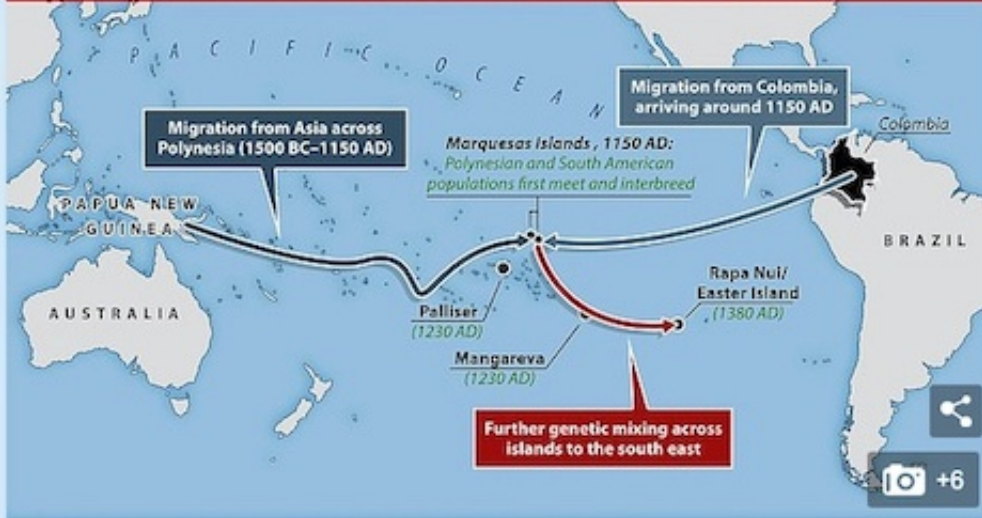 PACIFIC OCEAN
Migration from Colombia,
arriving around 1150 AD
Migration from Asia across
Polynesia (1500 BC–1150 AD)
Colombia
Marquesas Islands , 1150 AD:
Polynesian and South American
populations first meet and interbreed
PAPUA NEW
GUINEA
BRAZIL
AUSTRALIA
Rapa Nui/
Easter Island
(1380 AD)
Palliser
(1230 AD)
Mangareva
(1230 AD)
Further genetic mixing across
islands to the south east
+6